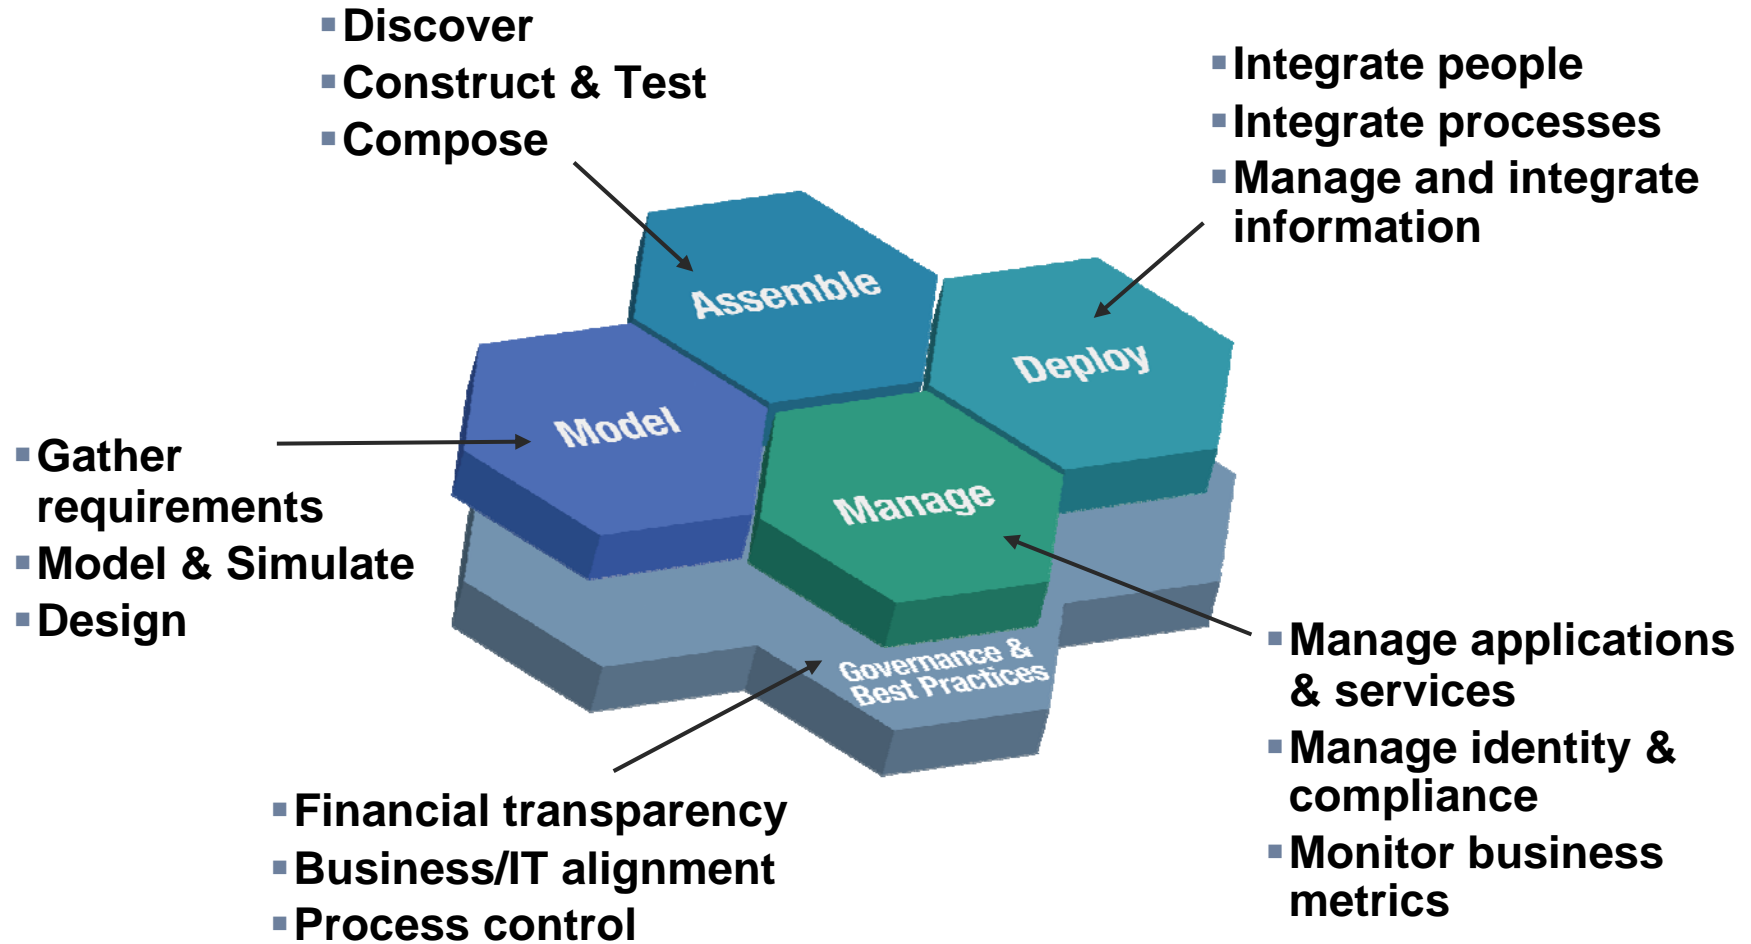 Discover
Construct & Test
Compose
Integrate people
Integrate processes
Manage and integrate
information
Assemble
Deploy
Model
Manage
Governance &
Best Practices
Gather
requirements
Model & Simulate
Design
Manage applications
& services
Manage identity &
compliance
Monitor business
metrics
Financial transparency
Business/IT alignment
Process control